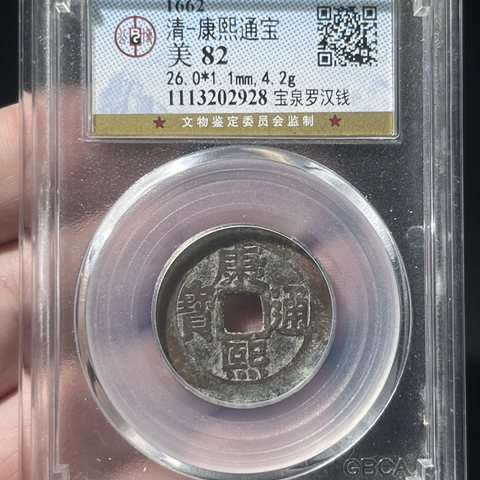 1662
清-康熙通宝
美 82
26.0*1.1mm,4.2g
1113202928 宝泉罗汉钱
★ 文物鉴定委员会监制 ★
康熙通寶
GBCA